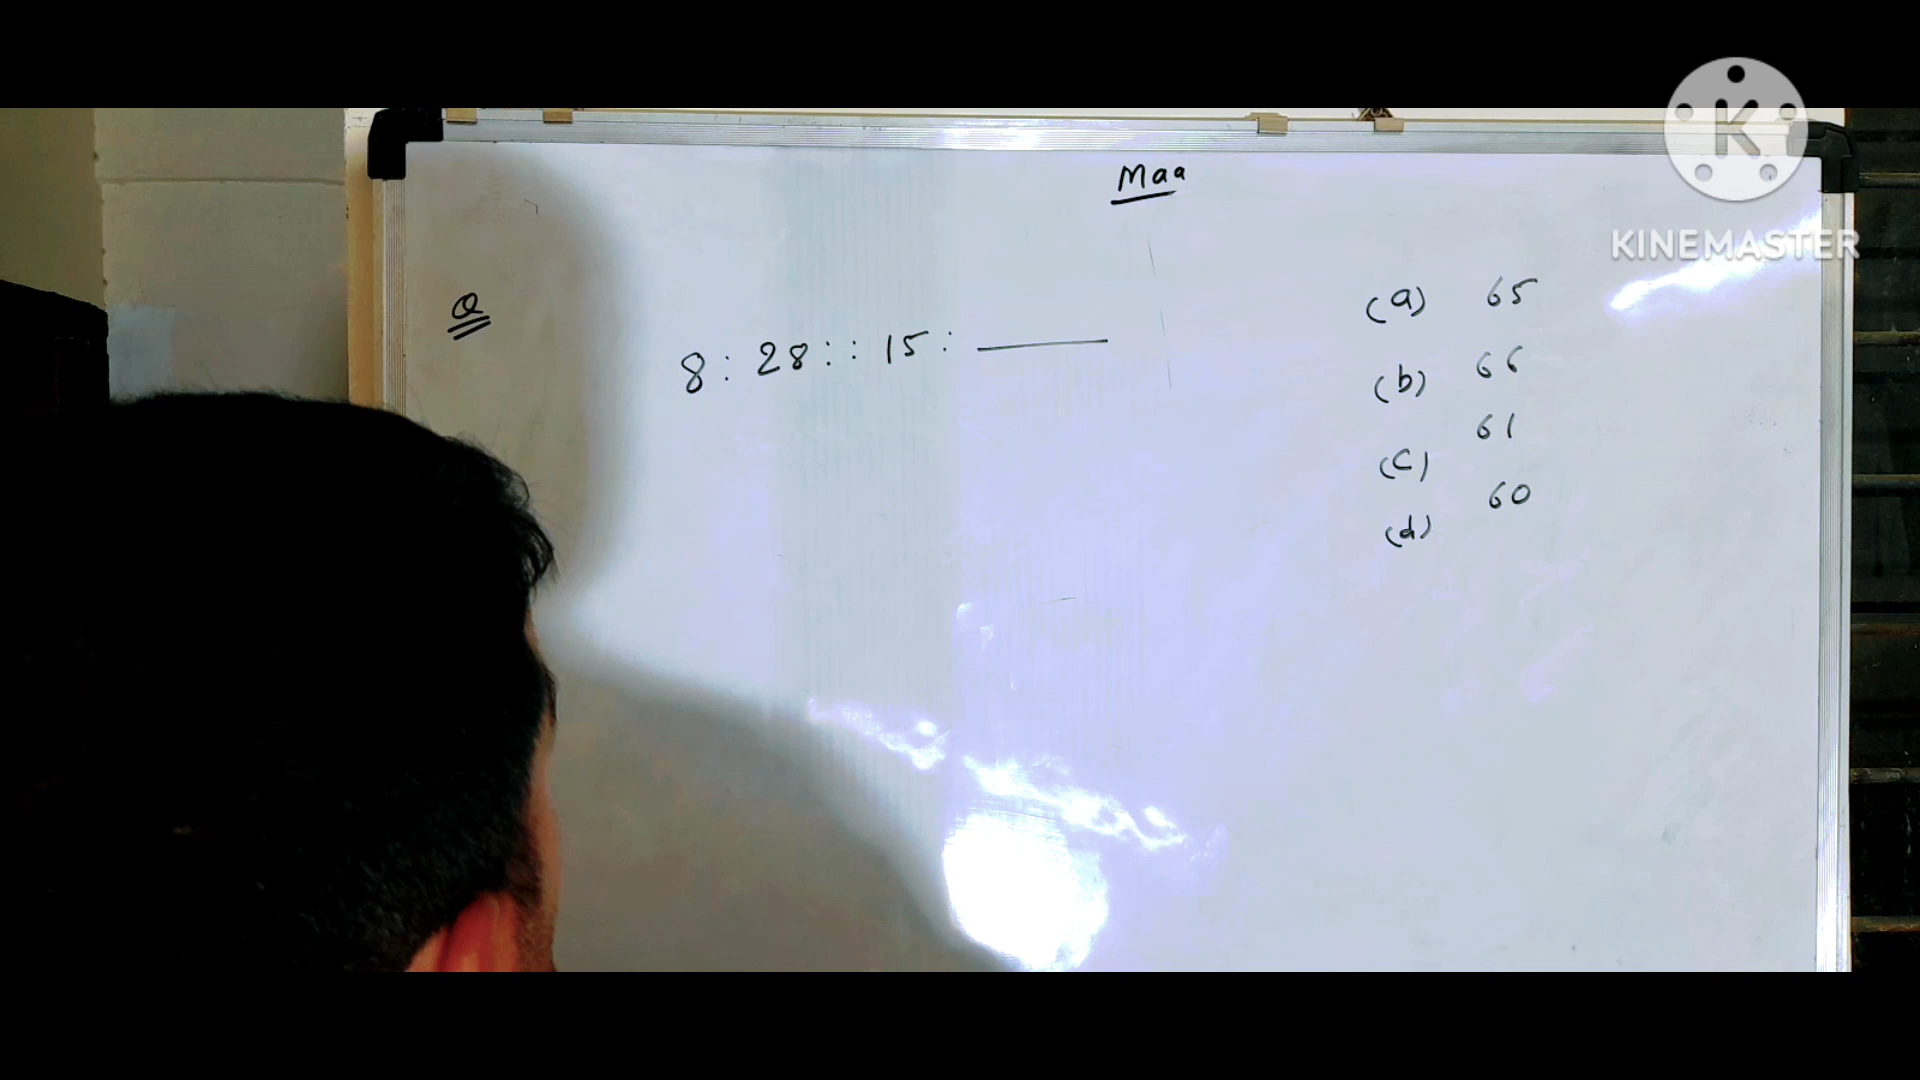 Maa
Q
8 : 28 : : 15 : ______
(a) 65
(b) 66
(c) 61
(d) 60
K
KINEMASTER